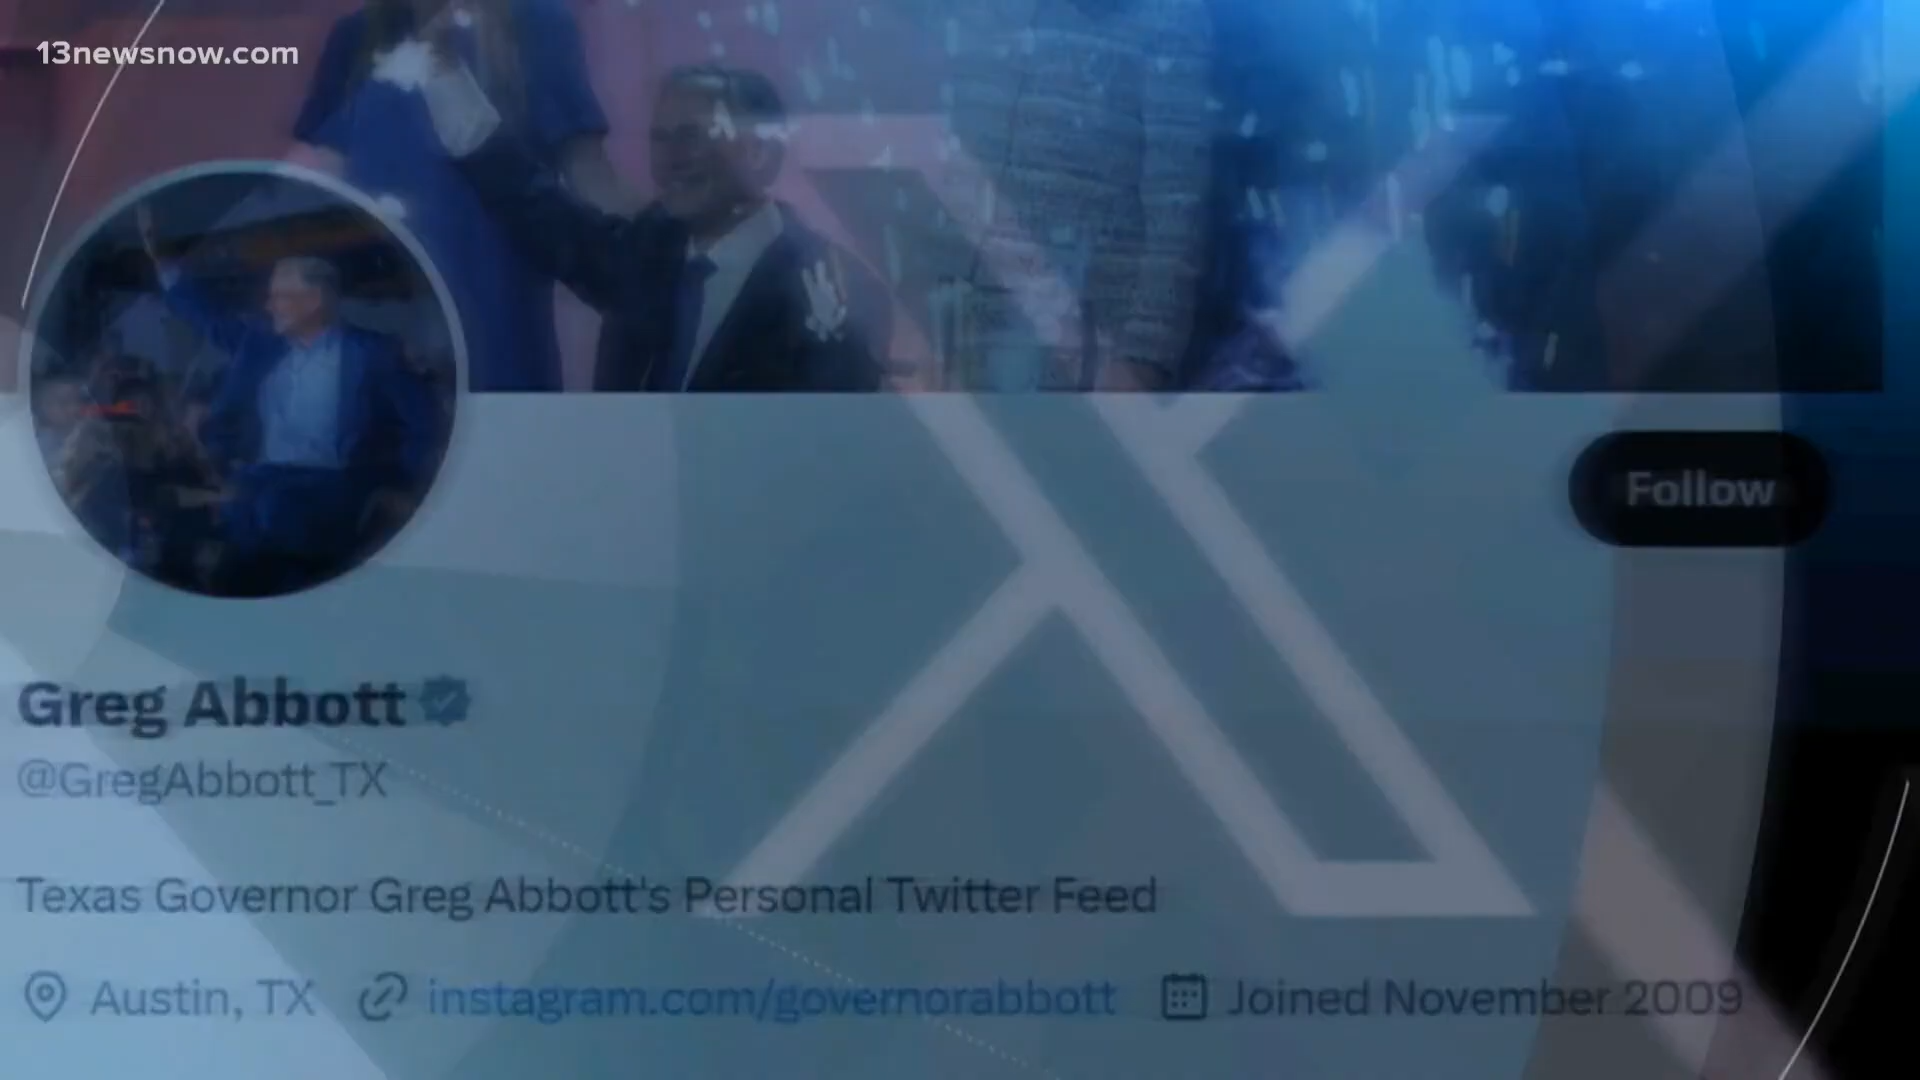 13newsnow.com
Follow
Greg Abbott
@GregAbbott_TX
Texas Governor Greg Abbott's Personal Twitter Feed
Austin, TX instagram.com/governorabbott Joined November 2009